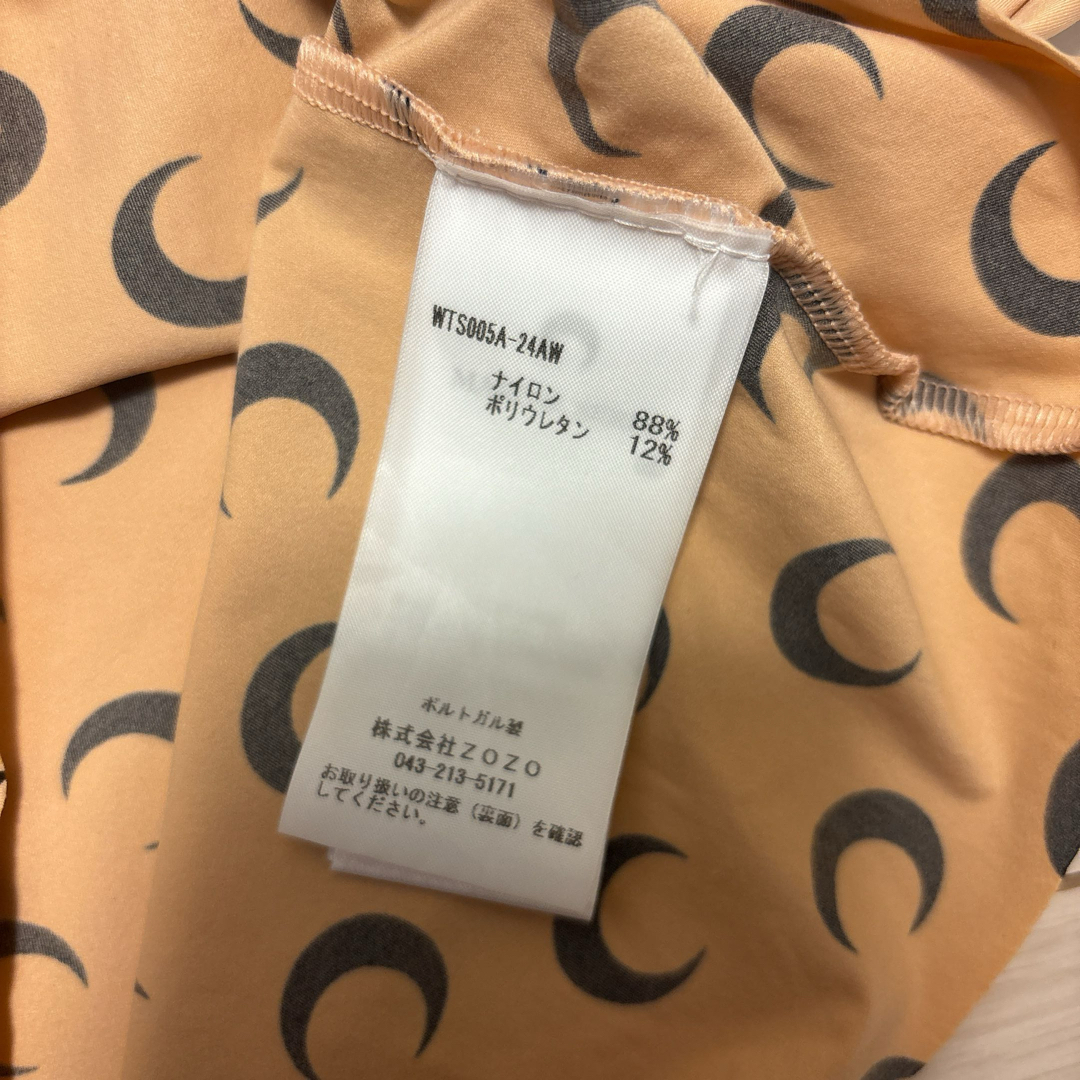 WTS005A-24AW
ナイロン 88%
ポリウレタン 12%
ポルトガル製
株式会社ZOZO
043-213-5171
お取り扱いの注意(裏面)を確認
してください。